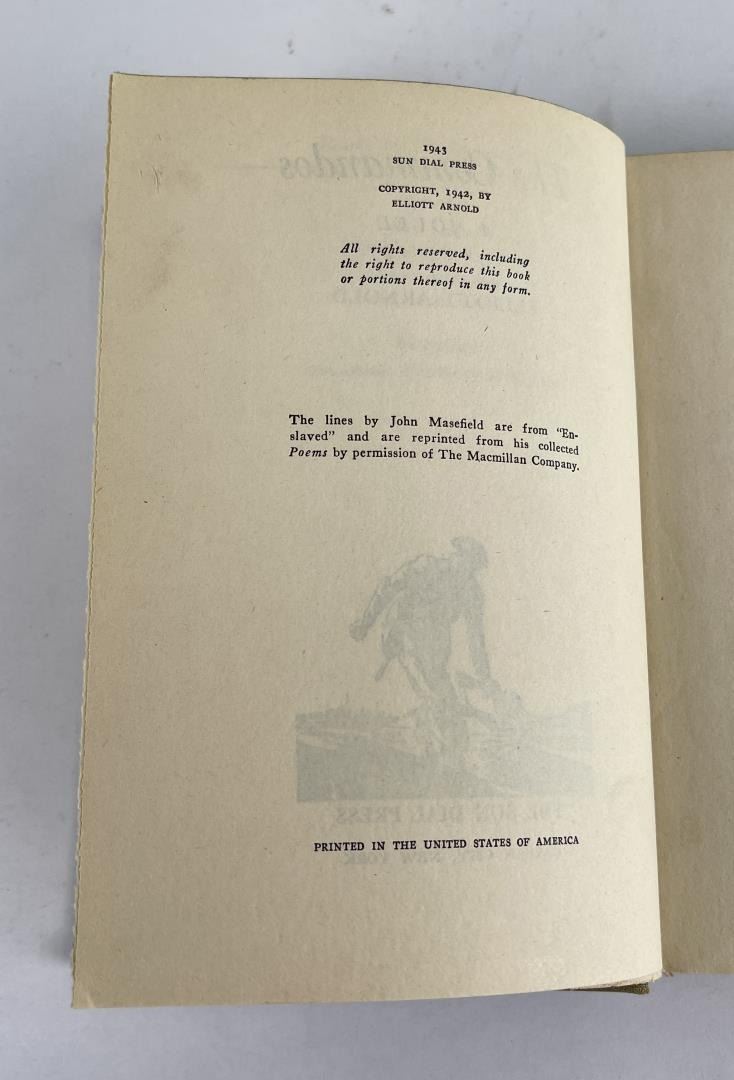 1943
SUN DIAL PRESS
COPYRIGHT, 1942, BY
ELLIOTT ARNOLD
All rights reserved, including
the right to reproduce this book
or portions thereof in any form.
The lines by John Masefield are from "En-
slaved" and are reprinted from his collected
Poems by permission of The Macmillan Company.
PRINTED IN THE UNITED STATES OF AMERICA